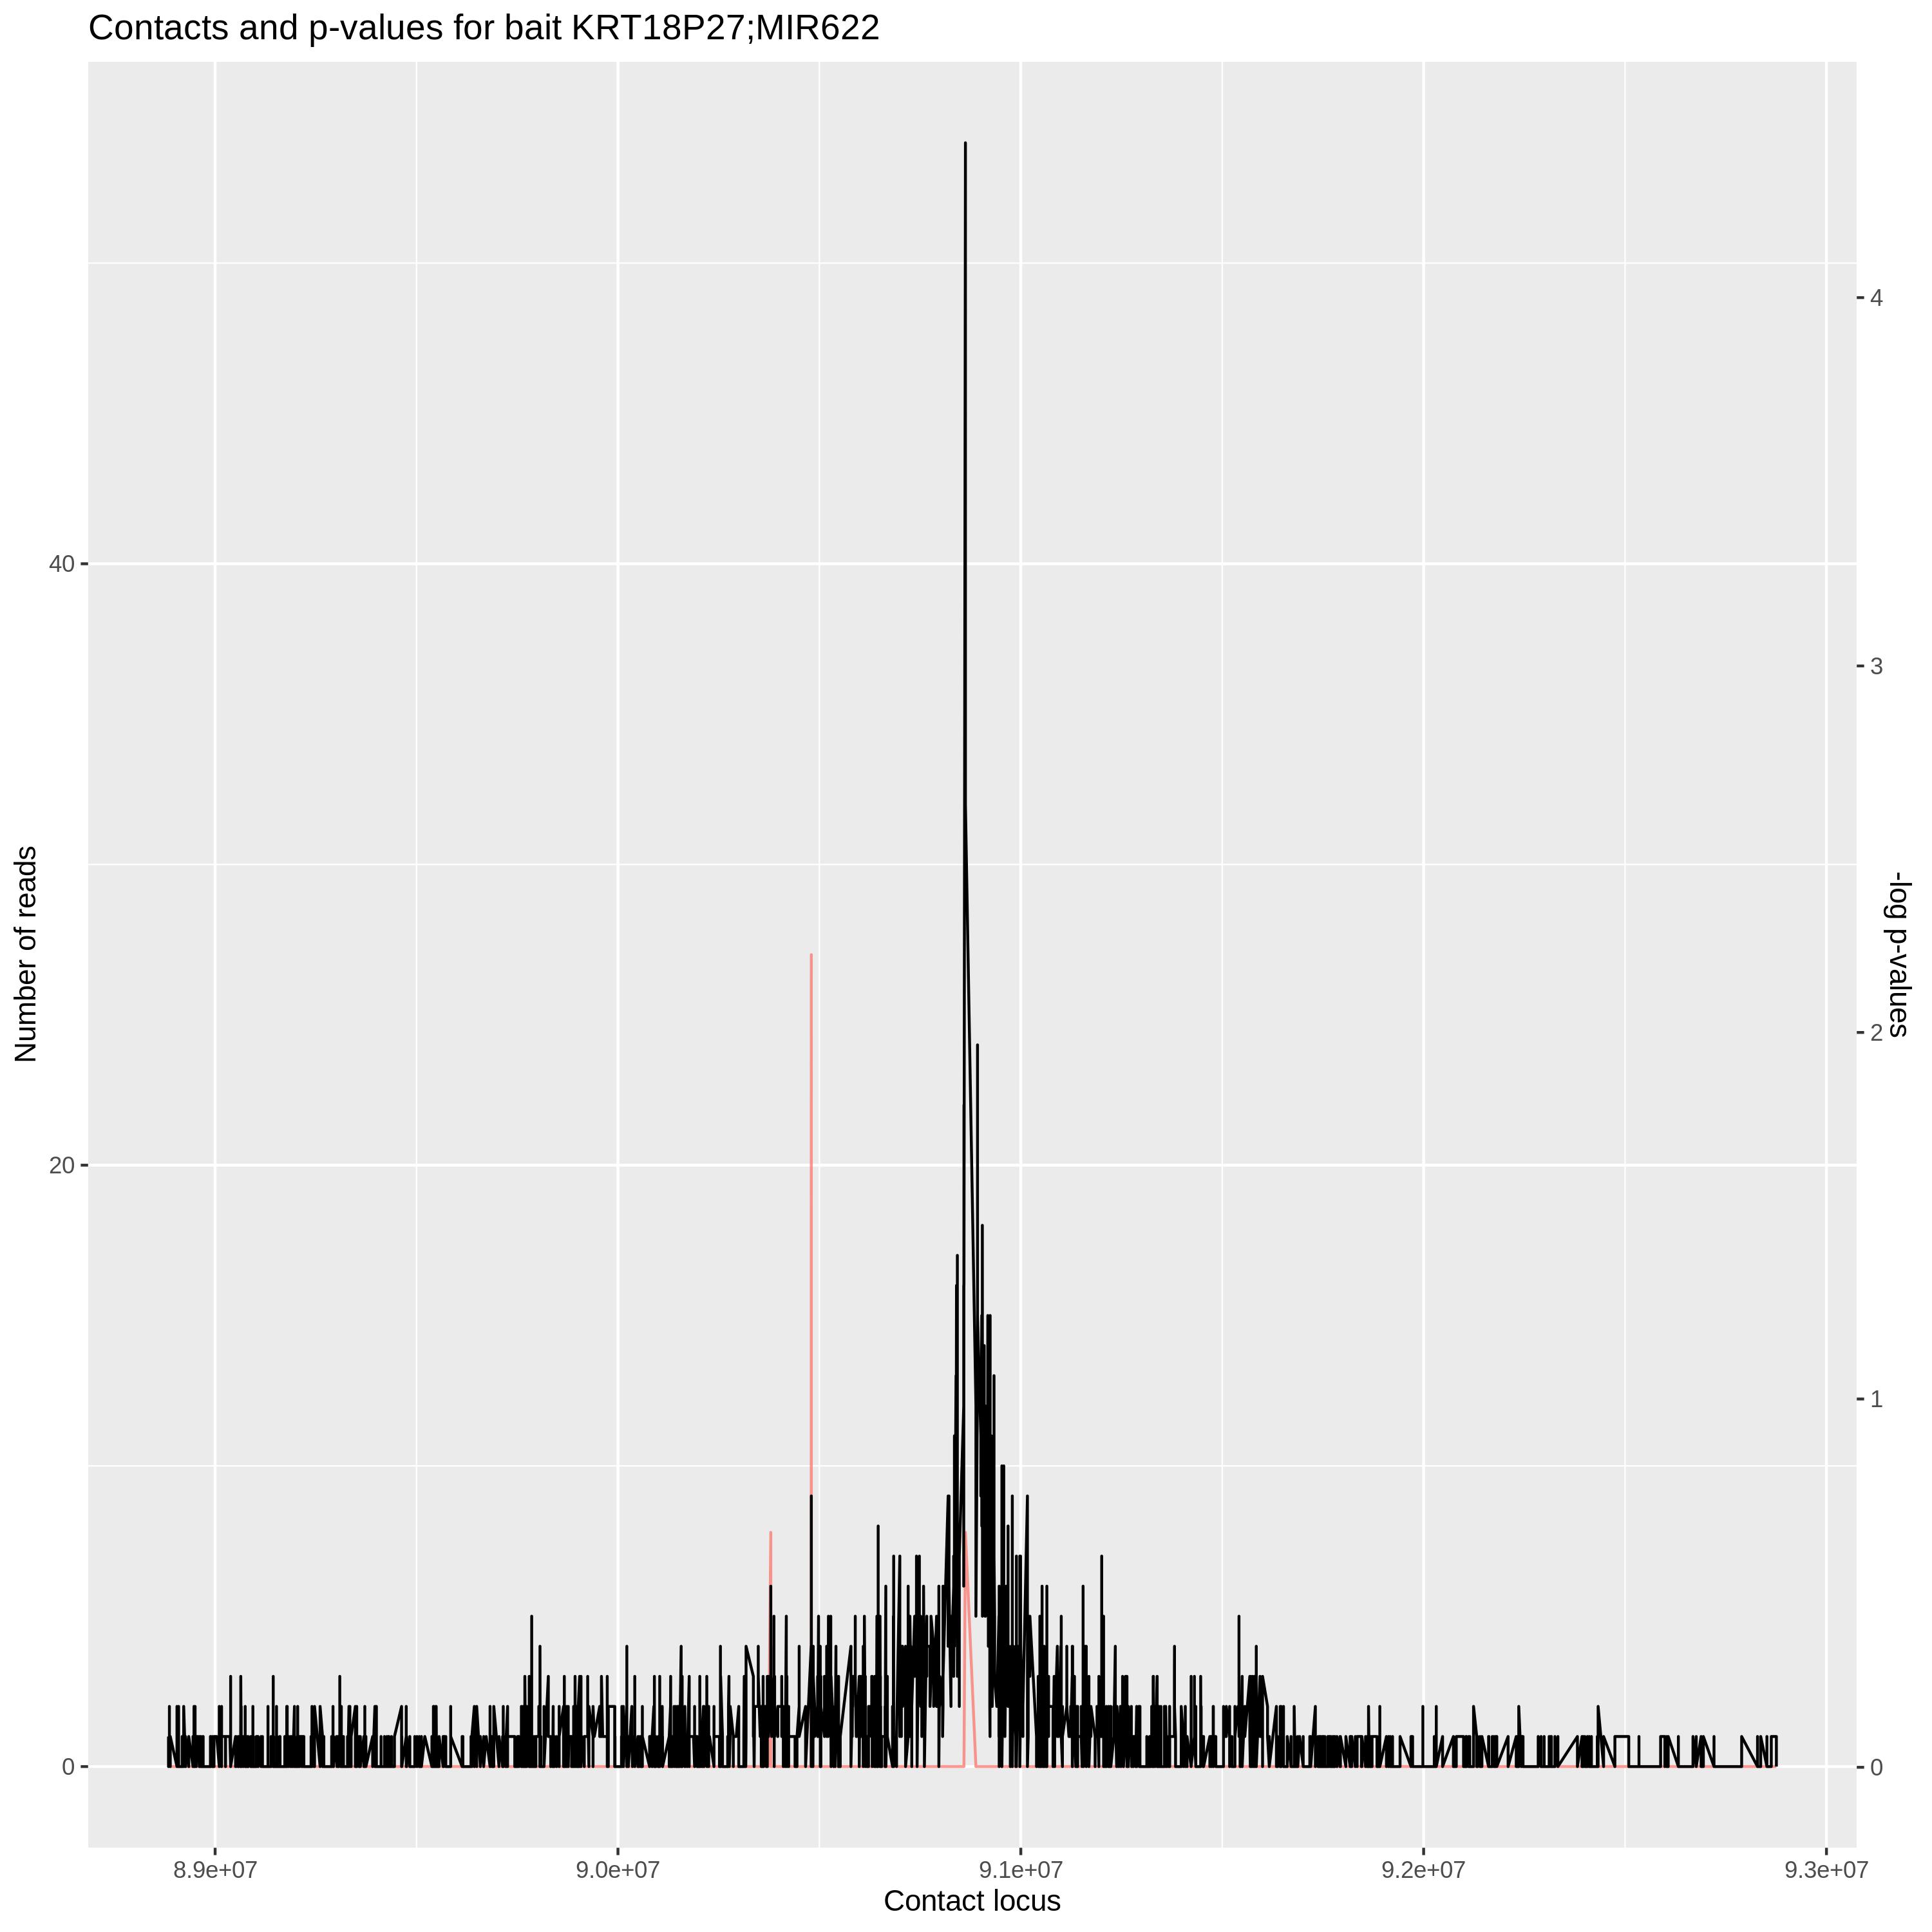 Contacts and p-values for bait KRT18P27;MIR622
Number of reads
40
20
0
4
3
2
1
0
-log p-values
8.9e+07
9.0e+07
9.1e+07
9.2e+07
9.3e+07
Contact locus